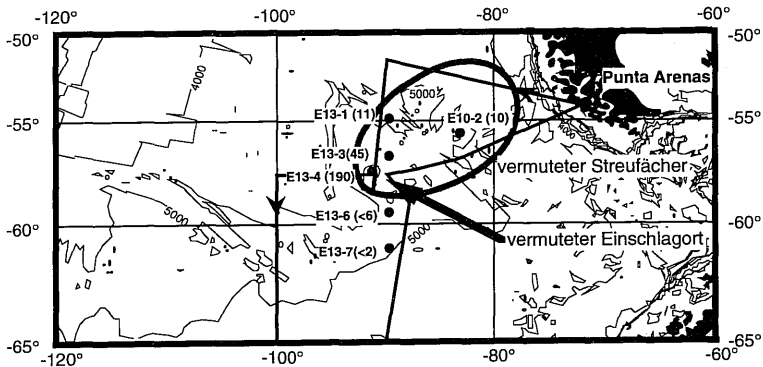 -120° -100° -80° -60°
-50° -50°
4000
5000
Punta Arenas
E13-1 (11) E10-2 (10)
-55° -55°
4000
E13-3(45)
vermuteter Streufächer
E13-4 (190)
5000
E13-6 (<6)
-60° -60°
5000
vermuteter Einschlagort
E13-7(<2)
-65° -65°
-120° -100° -80° -60°